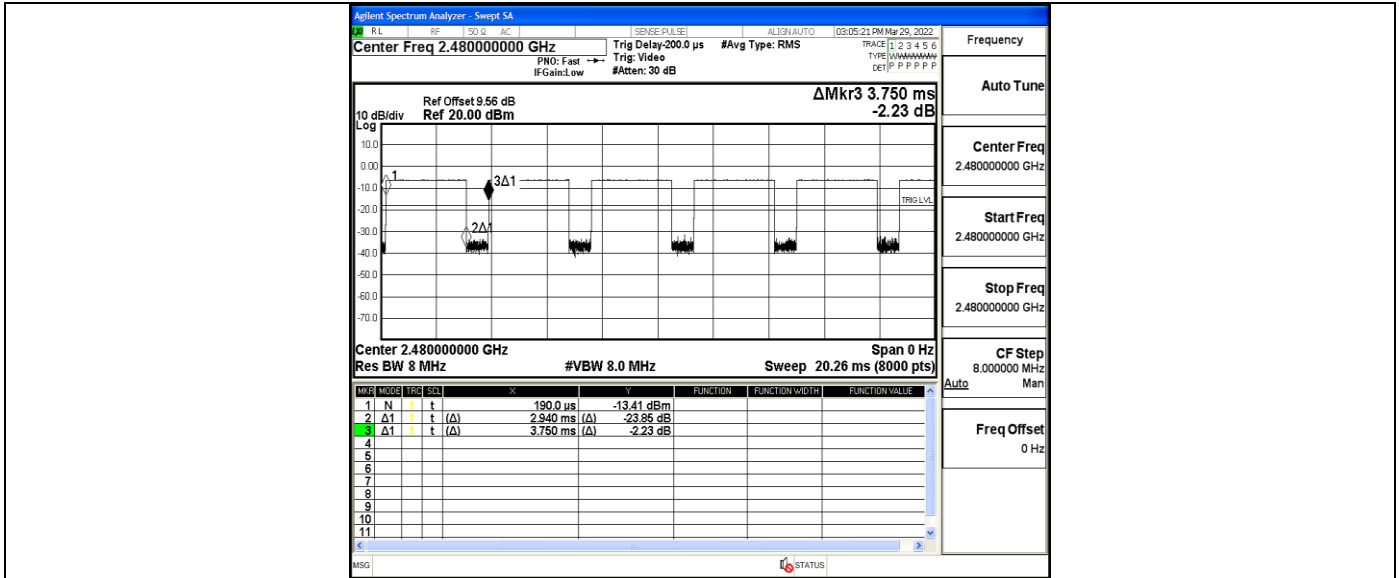 Agilent Spectrum Analyzer - Swept SA
RL RF 50 Ω AC SENSE:PULSE ALIGN AUTO 03:05:21 PM Mar 29, 2022
Center Freq 2.480000000 GHz
PNO: Fast
IFGain:Low
Trig Delay-200.0 µs
Trig: Video
#Atten: 30 dB
#Avg Type: RMS
TRACE 1 2 3 4 5 6
TYPE
DET P P P P P P
Frequency
Auto Tune
Center Freq
2.480000000 GHz
Start Freq
2.480000000 GHz
Stop Freq
2.480000000 GHz
CF Step
8.000000 MHz
Auto Man
Freq Offset
0 Hz
ΔMkr3 3.750 ms
-2.23 dB
Ref Offset 9.56 dB
10 dB/div Ref 20.00 dBm
Log
10.0
0.00
-10.0
-20.0
-30.0
-40.0
-50.0
-60.0
-70.0
1
3Δ1
2Δ1
TRIG LVL
Center 2.480000000 GHz Span 0 Hz
Res BW 8 MHz #VBW 8.0 MHz Sweep 20.26 ms (8000 pts)
MKR MODE TRC SCL X Y FUNCTION FUNCTION WIDTH FUNCTION VALUE
1 N 1 t 190.0 us -13.41 dBm
2 Δ1 1 t (Δ) 2.940 ms (Δ) -23.85 dB
3 Δ1 1 t (Δ) 3.750 ms (Δ) -2.23 dB
4
5
6
7
8
9
10
11
MSG STATUS